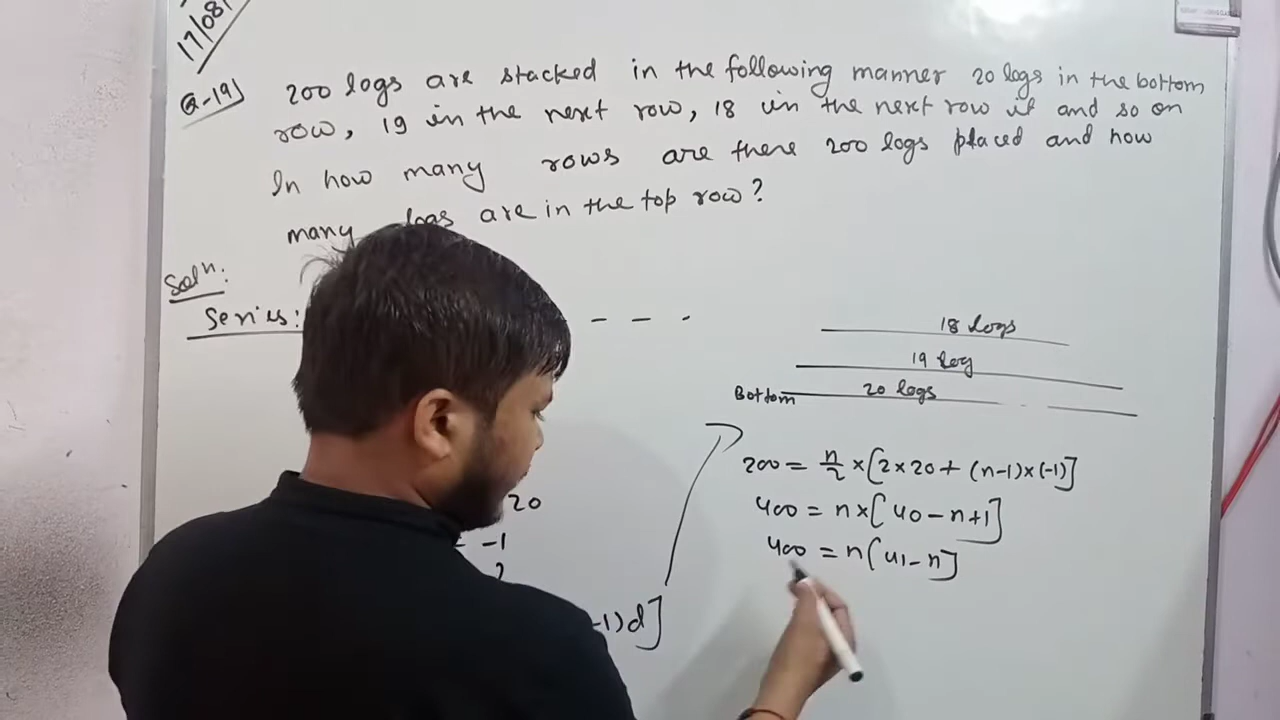 17/08/
Q-19)
200 logs are stacked in the following manner 20 logs in the bottom
row, 19 in the next row, 18 in the next row it and so on
In how many rows are there 200 logs placed and how
many logs are in the top row?
Soln:
Series: - - -
18 logs
19 log
Bottom 20 logs
20
-1
?
-1)d]
200 = n/2 × [2×20 + (n-1)×(-1)]
400 = n×[40-n+1]
400 = n[41-n]